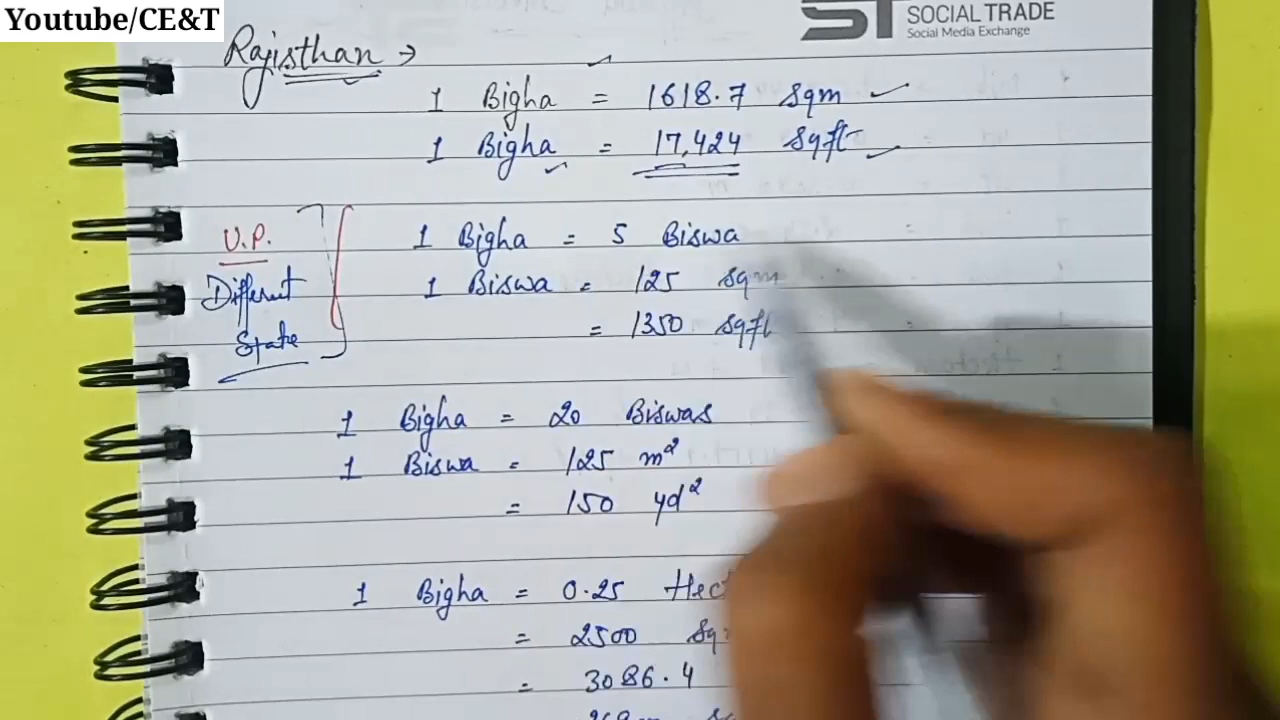 Youtube/CE&T
ST SOCIAL TRADE
Social Media Exchange
Rajisthan →
1 Bigha = 1618.7 sqm
1 Bigha = 17,424 sqft
U.P.
Different
State
1 Bigha = 5 Biswa
1 Biswa = 125 sqm
= 1350 sqft
1 Bigha = 20 Biswas
1 Biswa = 125 m²
= 150 yd²
1 Bigha = 0.25
= 2500
= 3086.4